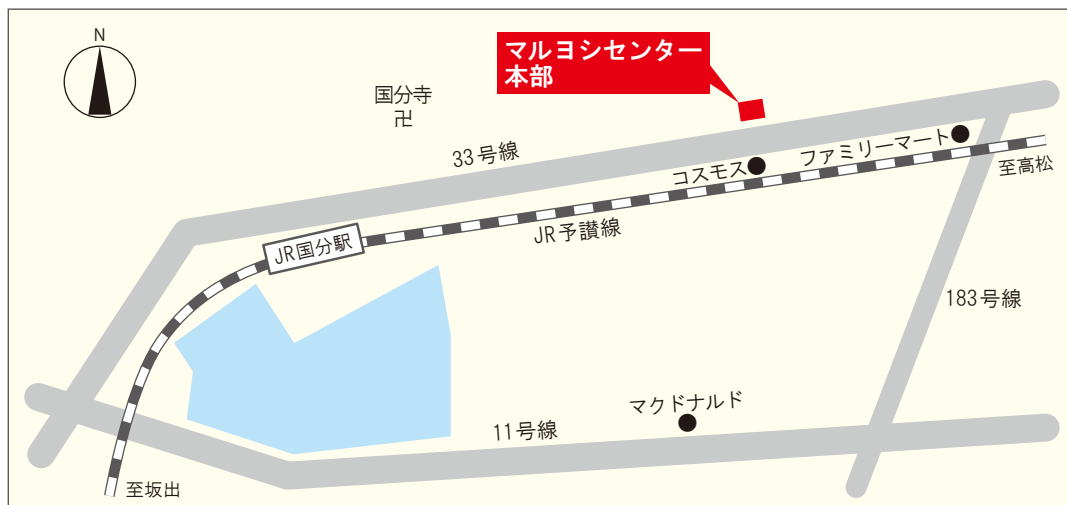 N
マルヨシセンター
本部
国分寺
卍
33号線
コスモス
ファミリーマート
至高松
JR国分駅
JR予讃線
183号線
マクドナルド
11号線
至坂出